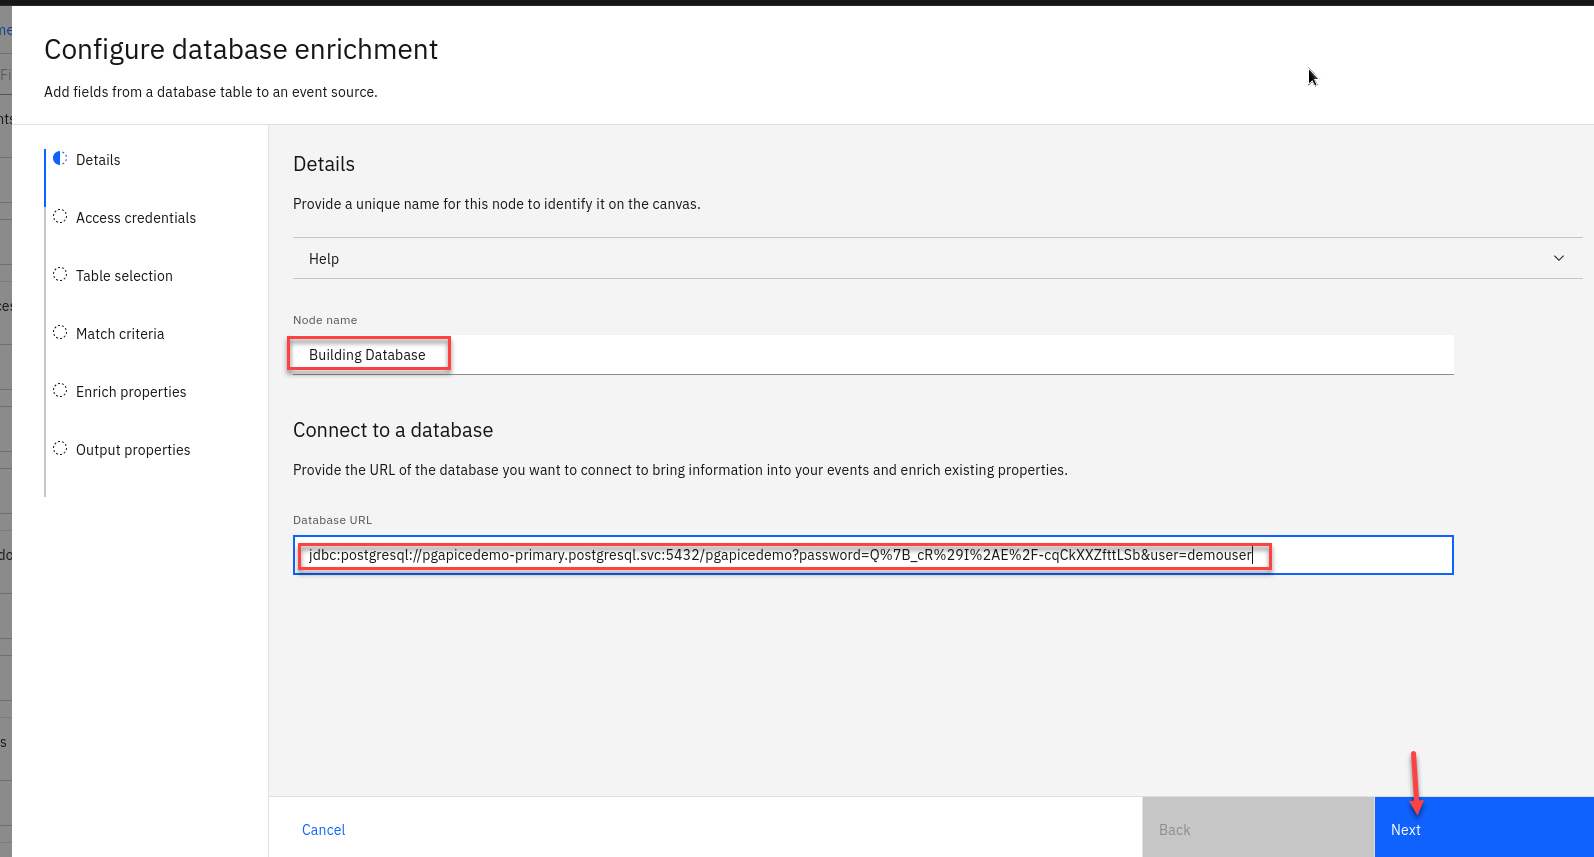 Configure database enrichment
Add fields from a database table to an event source.
Details
Access credentials
Table selection
Match criteria
Enrich properties
Output properties
Details
Provide a unique name for this node to identify it on the canvas.
Help
Node name
Building Database
Connect to a database
Provide the URL of the database you want to connect to bring information into your events and enrich existing properties.
Database URL
jdbc:postgresql://pgapicedemo-primary.postgresql.svc:5432/pgapicedemo?password=Q%7B_cR%29I%2AE%2F-cqCkXXZfttLSb&user=demouser
Cancel
Back
Next